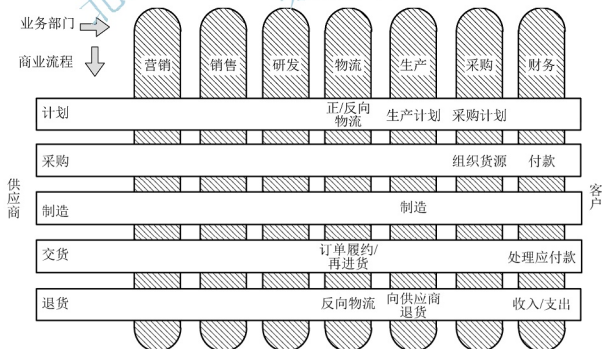 业务部门
商业流程
营销 销售 研发 物流 生产 采购 财务
计划 正/反向物流 生产计划 采购计划
采购 组织货源 付款
供应商
客户
制造 制造
交货 订单履约/再进货 处理应付款
退货 反向物流 向供应商退货 收入/支出